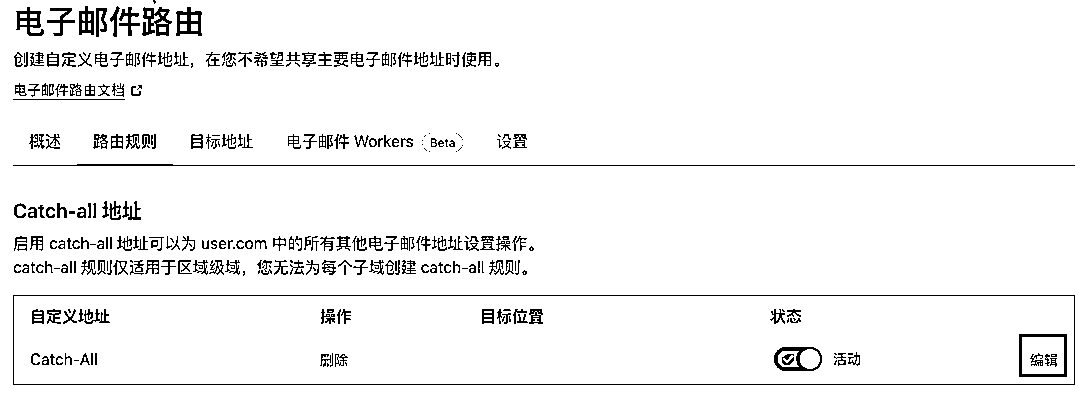 电子邮件路由
创建自定义电子邮件地址，在您不希望共享主要电子邮件地址时使用。
电子邮件路由文档
概述 路由规则 目标地址 电子邮件 Workers Beta 设置
Catch-all 地址
启用 catch-all 地址可以为 user.com 中的所有其他电子邮件地址设置操作。
catch-all 规则仅适用于区域级域，您无法为每个子域创建 catch-all 规则。
自定义地址 操作 目标位置 状态
Catch-All 删除 活动 编辑